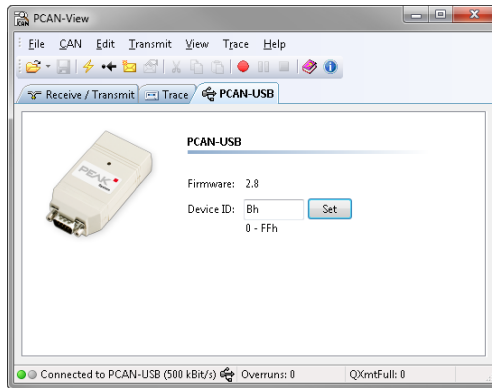 PCAN-View
File CAN Edit Transmit View Trace Help
Receive / Transmit Trace PCAN-USB
PCAN-USB
PEAK
Firmware: 2.8
Device ID: Bh Set
0 - FFh
Connected to PCAN-USB (500 kBit/s) Overruns: 0 QXmtFull: 0